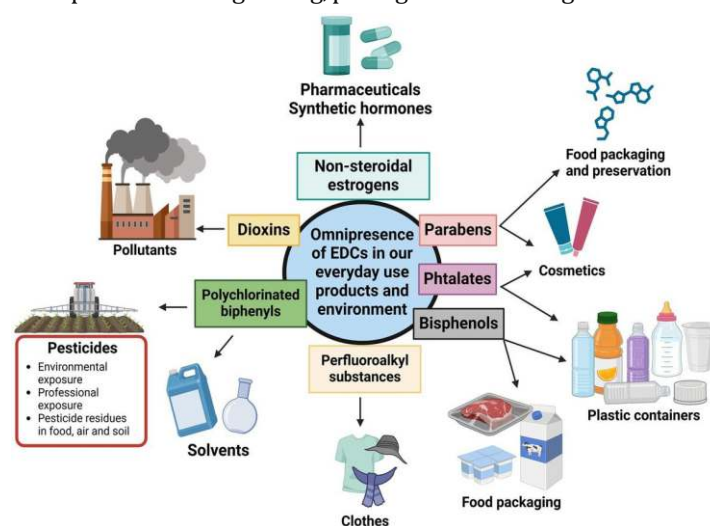 Pharmaceuticals
Synthetic hormones
Non-steroidal
estrogens
Food packaging
and preservation
Dioxins
Pollutants
Omnipresence
of EDCs in our
everyday use
products and
environment
Parabens
Cosmetics
Phtalates
Polychlorinated
biphenyls
Bisphenols
Pesticides
• Environmental
exposure
• Professional
exposure
• Pesticide residues
in food, air and soil
Perfluoroalkyl
substances
Solvents
Plastic containers
Food packaging
Clothes